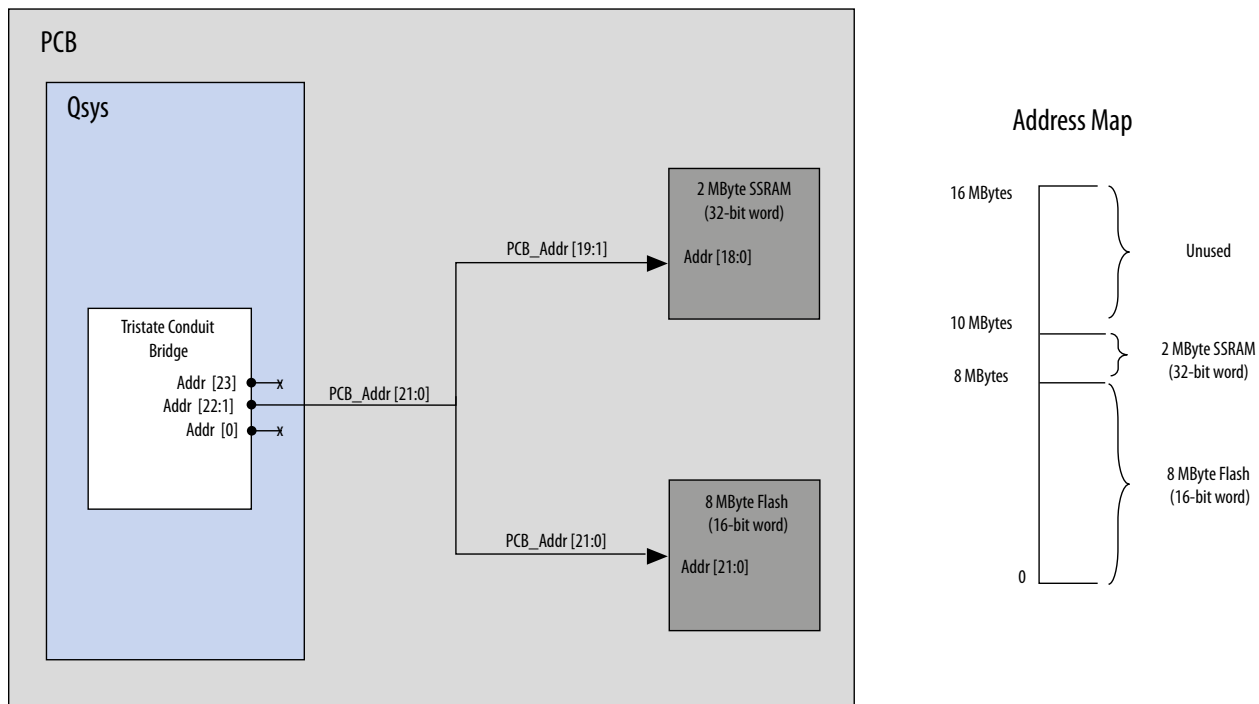 PCB
Qsys
Tristate Conduit
Bridge
Addr [23]
x
Addr [22:1]
Addr [0]
x
PCB_Addr [21:0]
PCB_Addr [19:1]
2 MByte SSRAM
(32-bit word)
Addr [18:0]
PCB_Addr [21:0]
8 MByte Flash
(16-bit word)
Addr [21:0]
Address Map
16 MBytes
Unused
10 MBytes
2 MByte SSRAM
(32-bit word)
8 MBytes
8 MByte Flash
(16-bit word)
0